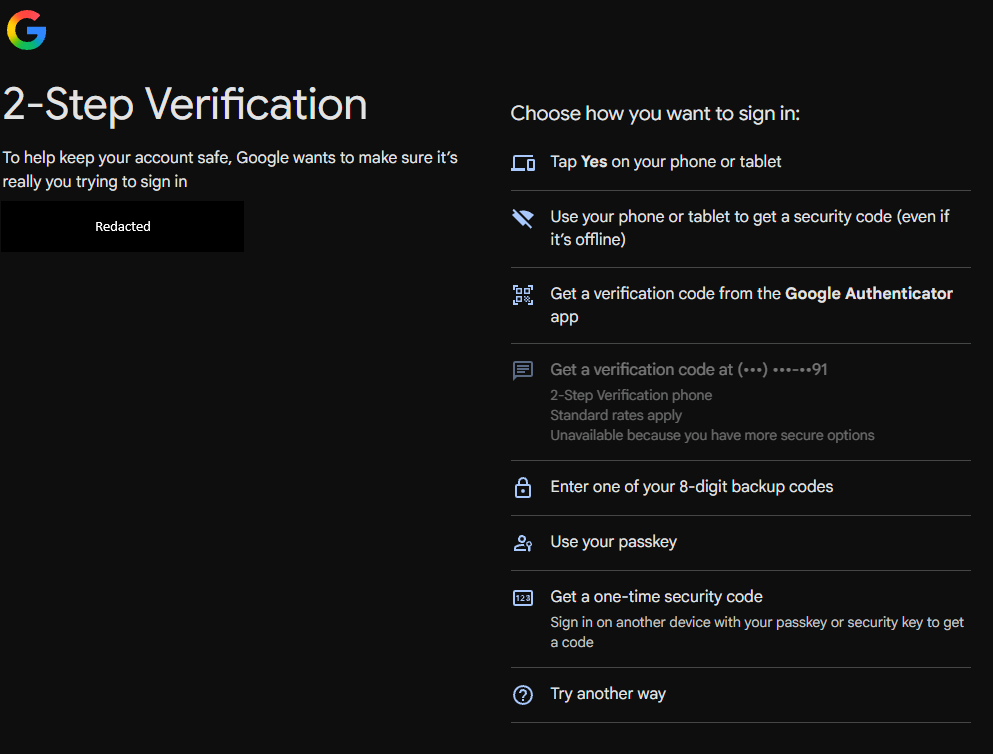 2-Step Verification
To help keep your account safe, Google wants to make sure it’s
really you trying to sign in
Redacted
Choose how you want to sign in:
Tap Yes on your phone or tablet
Use your phone or tablet to get a security code (even if
it’s offline)
Get a verification code from the Google Authenticator
app
Get a verification code at (•••) •••-••91
2-Step Verification phone
Standard rates apply
Unavailable because you have more secure options
Enter one of your 8-digit backup codes
Use your passkey
123
Get a one-time security code
Sign in on another device with your passkey or security key to get
a code
Try another way